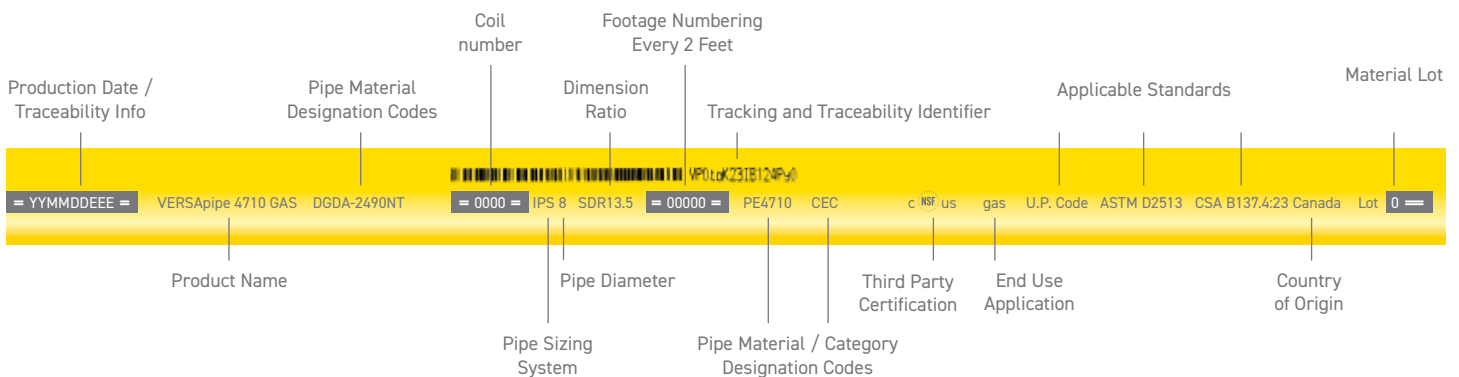 Coil
number
Footage Numbering
Every 2 Feet
Production Date /
Traceability Info
Pipe Material
Designation Codes
Dimension
Ratio
Tracking and Traceability Identifier
Applicable Standards
Material Lot
= YYMMDDEEE = VERSApipe 4710 GAS DGDA-2490NT = 0000 = IPS 8 SDR13.5 = 00000 = PE4710 CEC c NSF us gas U.P. Code ASTM D2513 CSA B137.4:23 Canada Lot 0 ==
Product Name
Pipe Diameter
Third Party
Certification
End Use
Application
Country
of Origin
Pipe Sizing
System
Pipe Material / Category
Designation Codes